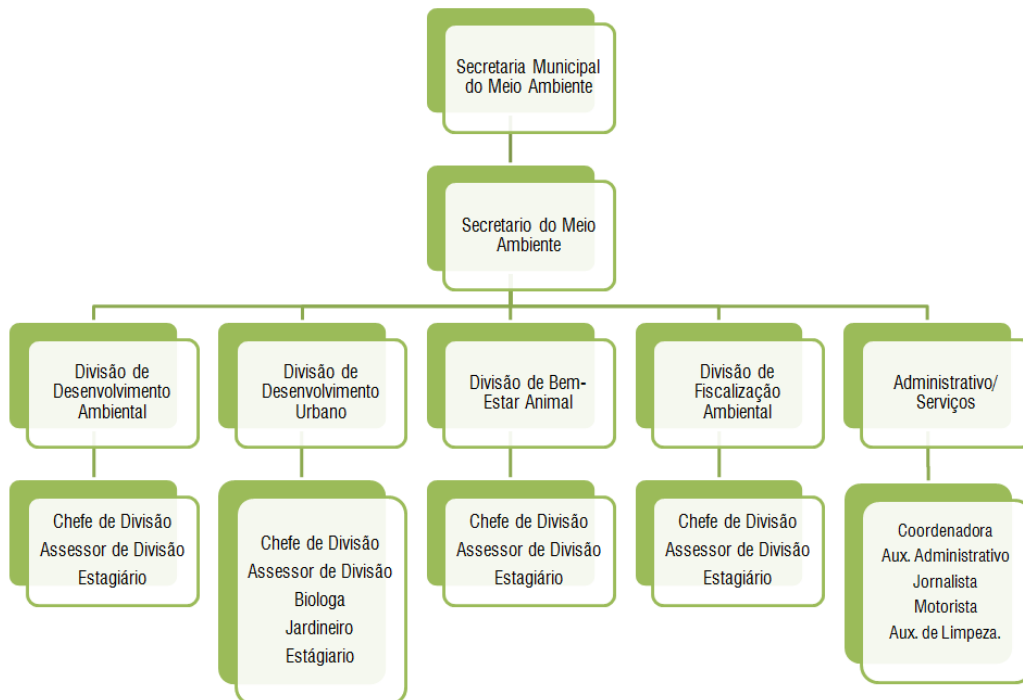 Secretaria Municipal
do Meio Ambiente
Secretario do Meio
Ambiente
Divisão de
Desenvolvimento
Ambiental
Divisão de
Desenvolvimento
Urbano
Divisão de Bem-
Estar Animal
Divisão de
Fiscalização
Ambiental
Administrativo/
Serviços
Chefe de Divisão
Assessor de Divisão
Estagiário
Chefe de Divisão
Assessor de Divisão
Biologa
Jardineiro
Estágiario
Chefe de Divisão
Assessor de Divisão
Estagiário
Chefe de Divisão
Assessor de Divisão
Estagiário
Coordenadora
Aux. Administrativo
Jornalista
Motorista
Aux. de Limpeza.